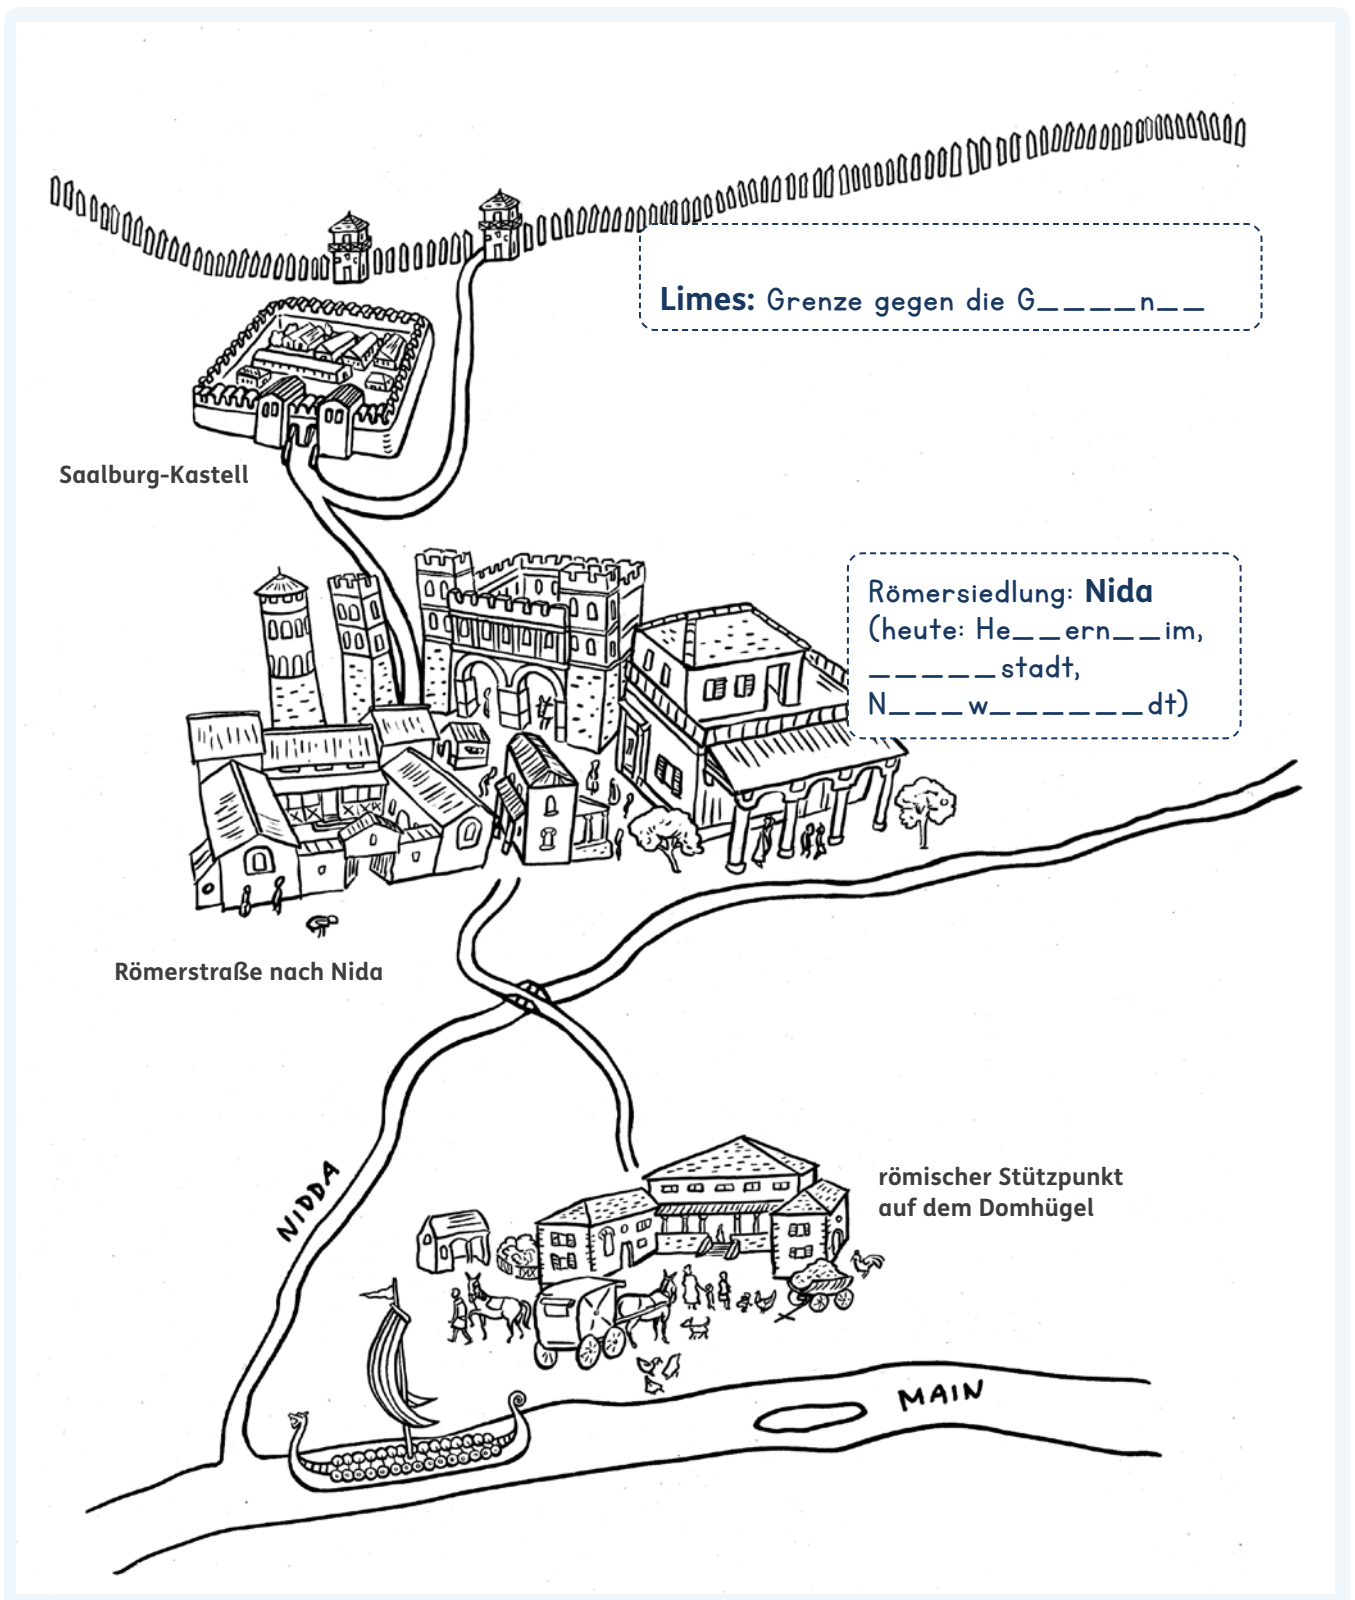 Limes: Grenze gegen die G____n__
Saalburg-Kastell
Römersiedlung: Nida
(heute: He__ern__im,
_____stadt,
N___w______dt)
Römerstraße nach Nida
NIDDA
römischer Stützpunkt
auf dem Domhügel
MAIN